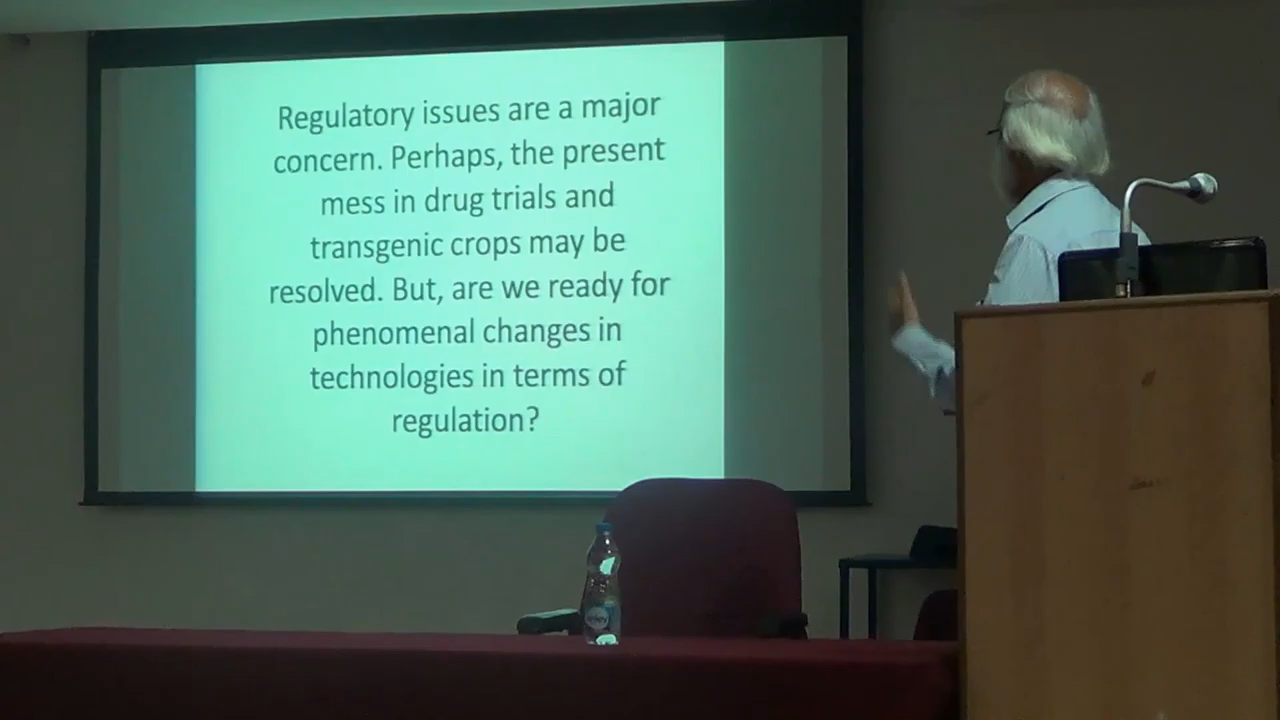 Regulatory issues are a major
concern. Perhaps, the present
mess in drug trials and
transgenic crops may be
resolved. But, are we ready for
phenomenal changes in
technologies in terms of
regulation?